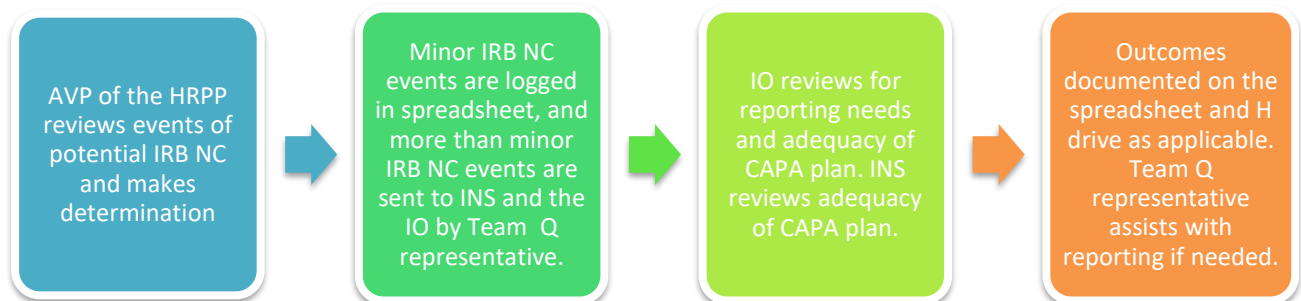 AVP of the HRPP
reviews events of
potential IRB NC
and makes
determination
Minor IRB NC
events are logged
in spreadsheet, and
more than minor
IRB NC events are
sent to INS and the
IO by Team Q
representative.
IO reviews for
reporting needs
and adequacy of
CAPA plan. INS
reviews adequacy
of CAPA plan.
Outcomes
documented on the
spreadsheet and H
drive as applicable.
Team Q
representative
assists with
reporting if needed.